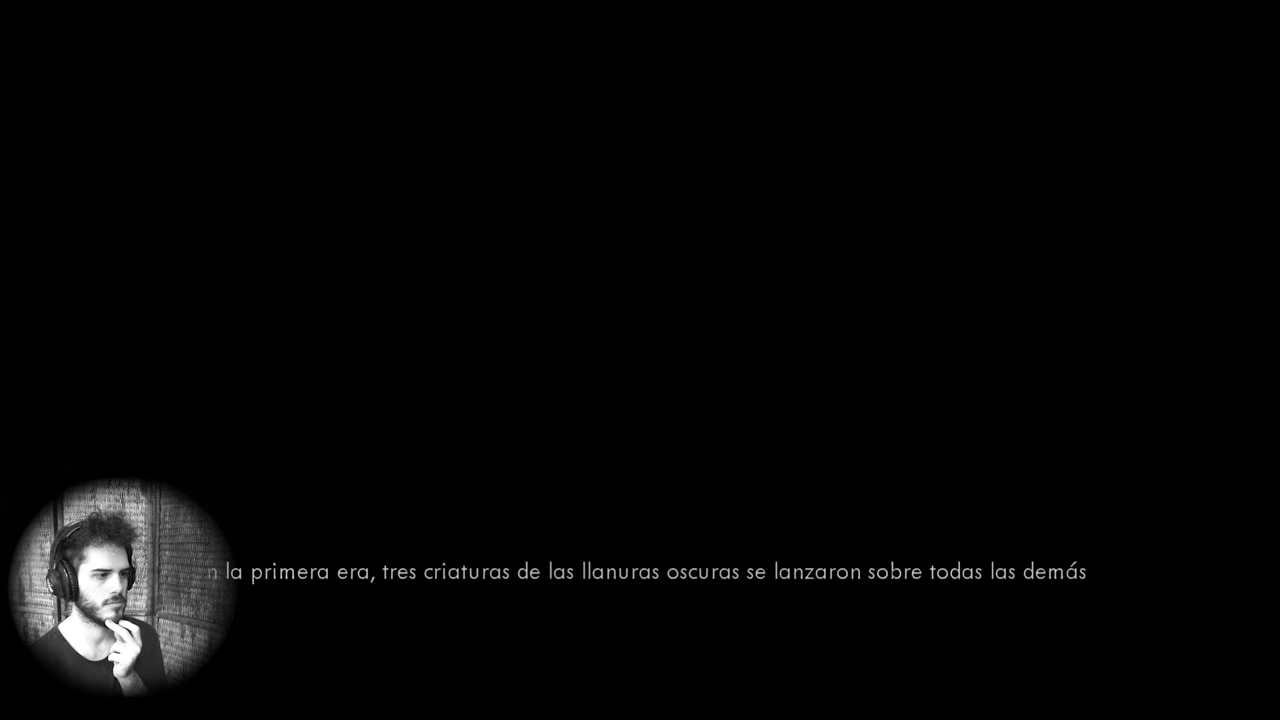 n la primera era, tres criaturas de las llanuras oscuras se lanzaron sobre todas las demás